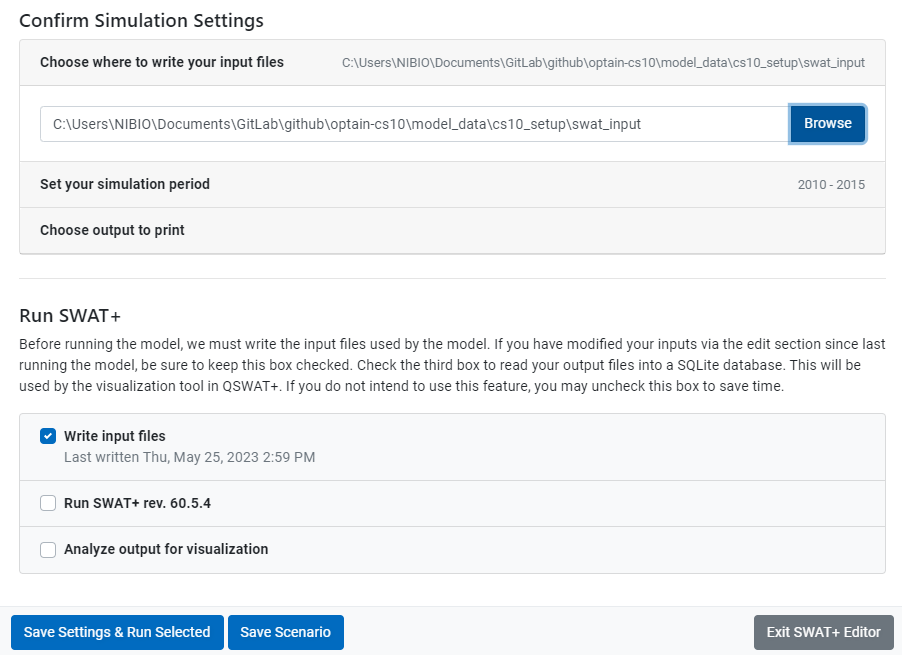 Confirm Simulation Settings
Choose where to write your input files C:\Users\NIBIO\Documents\GitLab\github\optain-cs10\model_data\cs10_setup\swat_input
C:\Users\NIBIO\Documents\GitLab\github\optain-cs10\model_data\cs10_setup\swat_input Browse
Set your simulation period 2010 - 2015
Choose output to print
Run SWAT+
Before running the model, we must write the input files used by the model. If you have modified your inputs via the edit section since last
running the model, be sure to keep this box checked. Check the third box to read your output files into a SQLite database. This will be
used by the visualization tool in QSWAT+. If you do not intend to use this feature, you may uncheck this box to save time.
Write input files
Last written Thu, May 25, 2023 2:59 PM
Run SWAT+ rev. 60.5.4
Analyze output for visualization
Save Settings & Run Selected Save Scenario Exit SWAT+ Editor